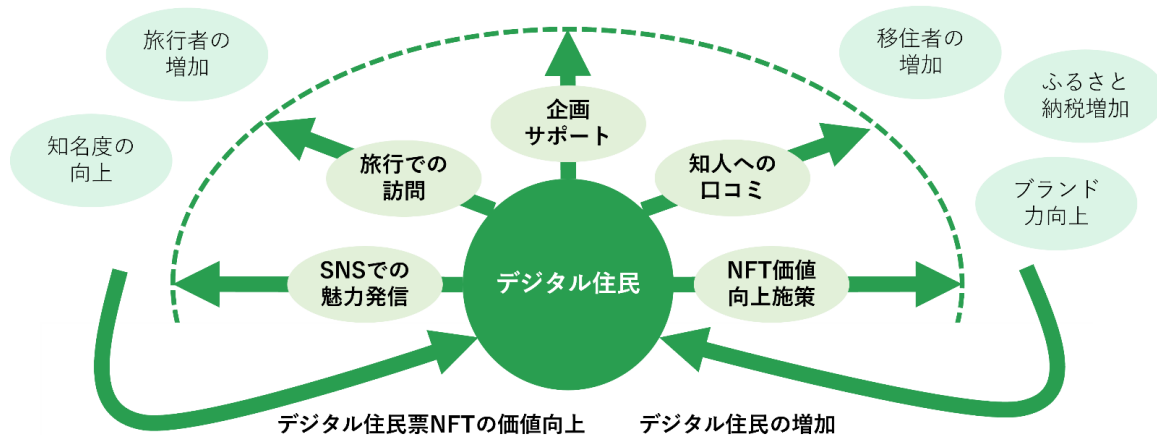 旅行者の
増加
移住者の
増加
ふるさと
納税増加
知名度の
向上
ブランド
力向上
企画
サポート
旅行での
訪問
知人への
口コミ
SNSでの
魅力発信
デジタル住民
NFT価値
向上施策
デジタル住民票NFTの価値向上
デジタル住民の増加